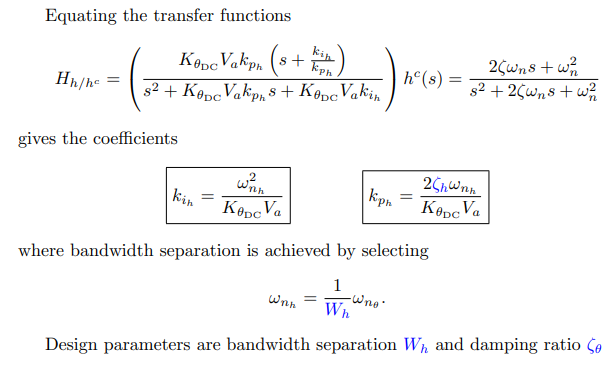 Equating the transfer functions
H_{h/h^c} = \left( \frac{K_{\theta_{DC}} V_a k_{p_h} \left( s + \frac{k_{i_h}}{k_{p_h}} \right)}{s^2 + K_{\theta_{DC}} V_a k_{p_h} s + K_{\theta_{DC}} V_a k_{i_h}} \right) h^c(s) = \frac{2\zeta\omega_n s + \omega_n^2}{s^2 + 2\zeta\omega_n s + \omega_n^2}
gives the coefficients
k_{i_h} = \frac{\omega_{n_h}^2}{K_{\theta_{DC}} V_a} k_{p_h} = \frac{2\zeta_h \omega_{n_h}}{K_{\theta_{DC}} V_a}
where bandwidth separation is achieved by selecting
\omega_{n_h} = \frac{1}{W_h} \omega_{n_\theta}.
Design parameters are bandwidth separation W_h and damping ratio \zeta_\theta